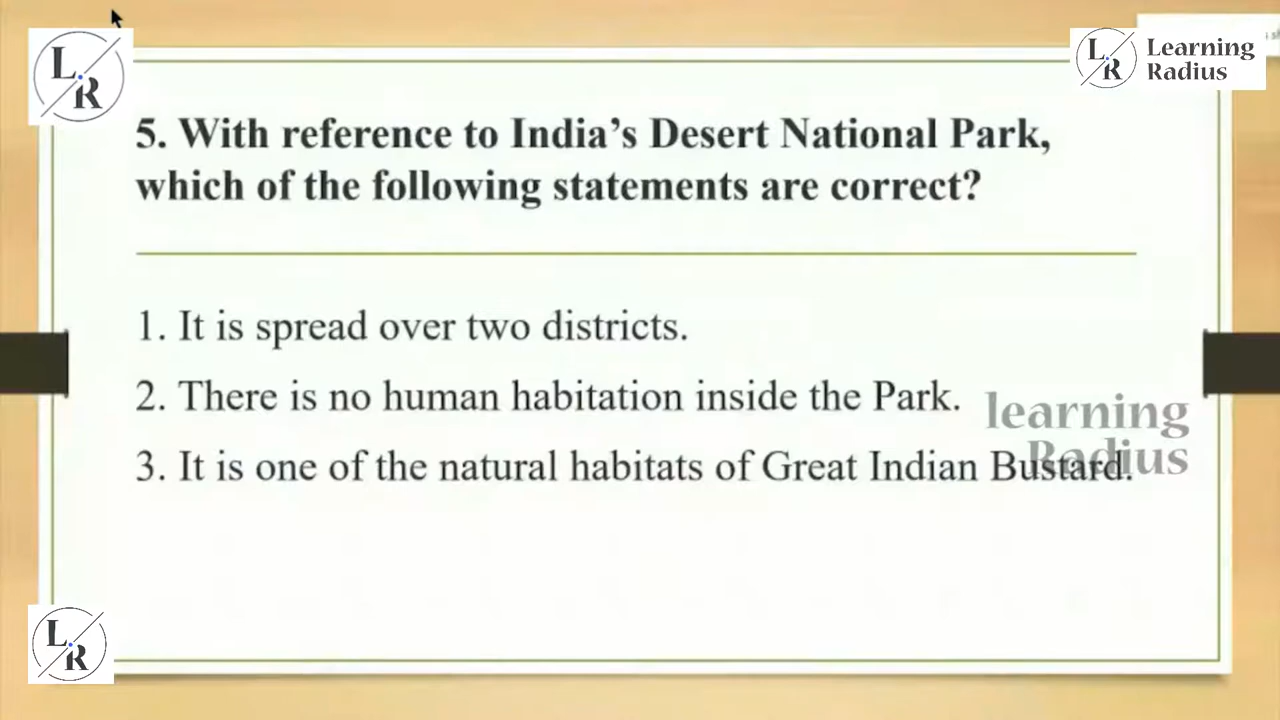 L.R
L.R
Learning
Radius
5. With reference to India's Desert National Park,
which of the following statements are correct?
1. It is spread over two districts.
2. There is no human habitation inside the Park.
3. It is one of the natural habitats of Great Indian Bustard.
learning
Radius
L.R